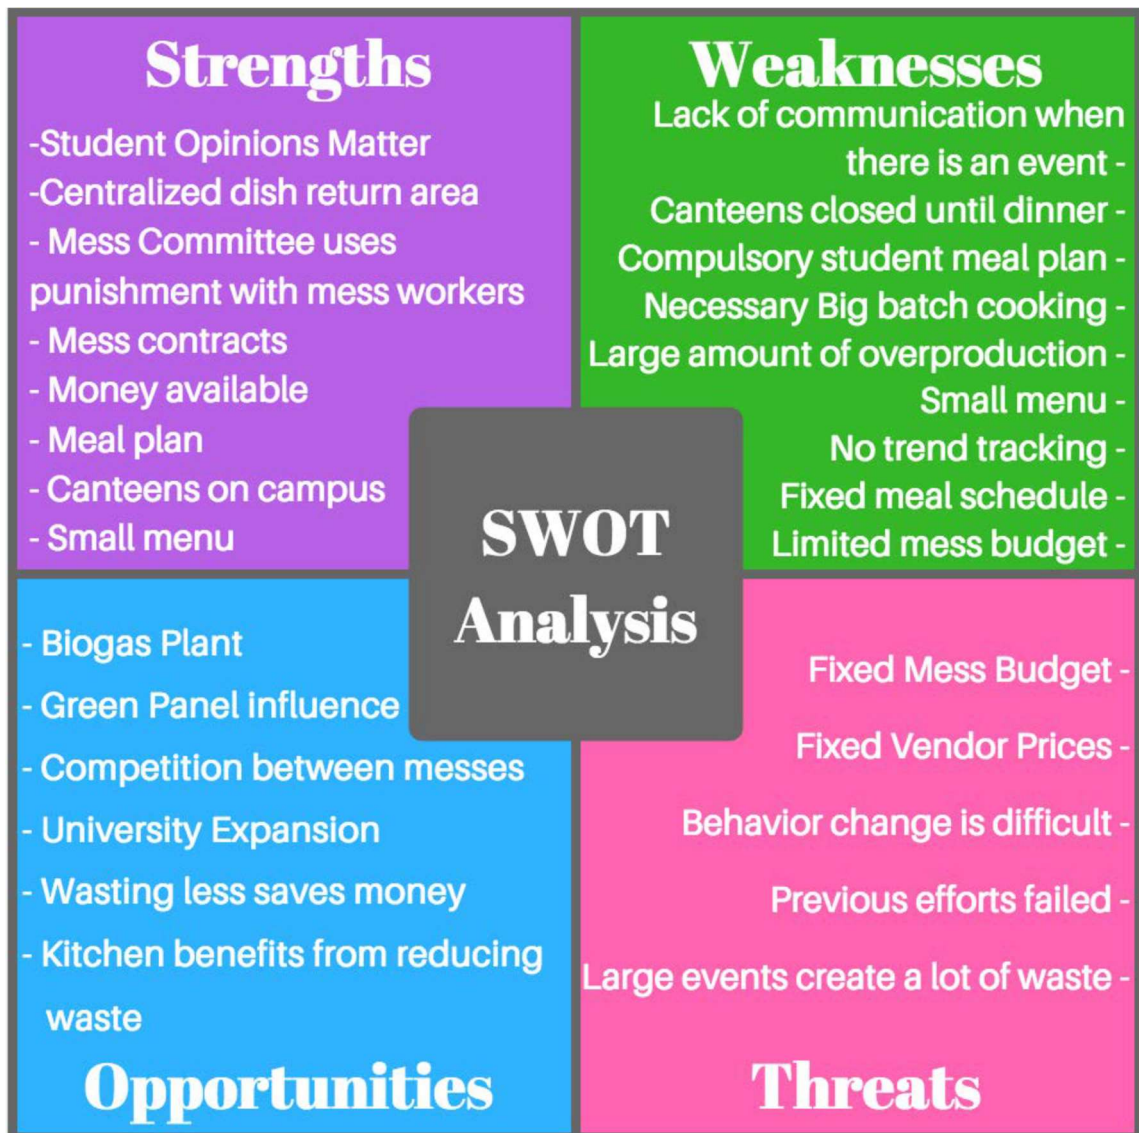 Strengths
-Student Opinions Matter
-Centralized dish return area
- Mess Committee uses
punishment with mess workers
- Mess contracts
- Money available
- Meal plan
- Canteens on campus
- Small menu
Weaknesses
Lack of communication when
there is an event -
Canteens closed until dinner -
Compulsory student meal plan -
Necessary Big batch cooking -
Large amount of overproduction -
Small menu -
No trend tracking -
Fixed meal schedule -
Limited mess budget -
SWOT
Analysis
- Biogas Plant
- Green Panel influence
- Competition between messes
- University Expansion
- Wasting less saves money
- Kitchen benefits from reducing
waste
Opportunities
Fixed Mess Budget -
Fixed Vendor Prices -
Behavior change is difficult -
Previous efforts failed -
Large events create a lot of waste -
Threats